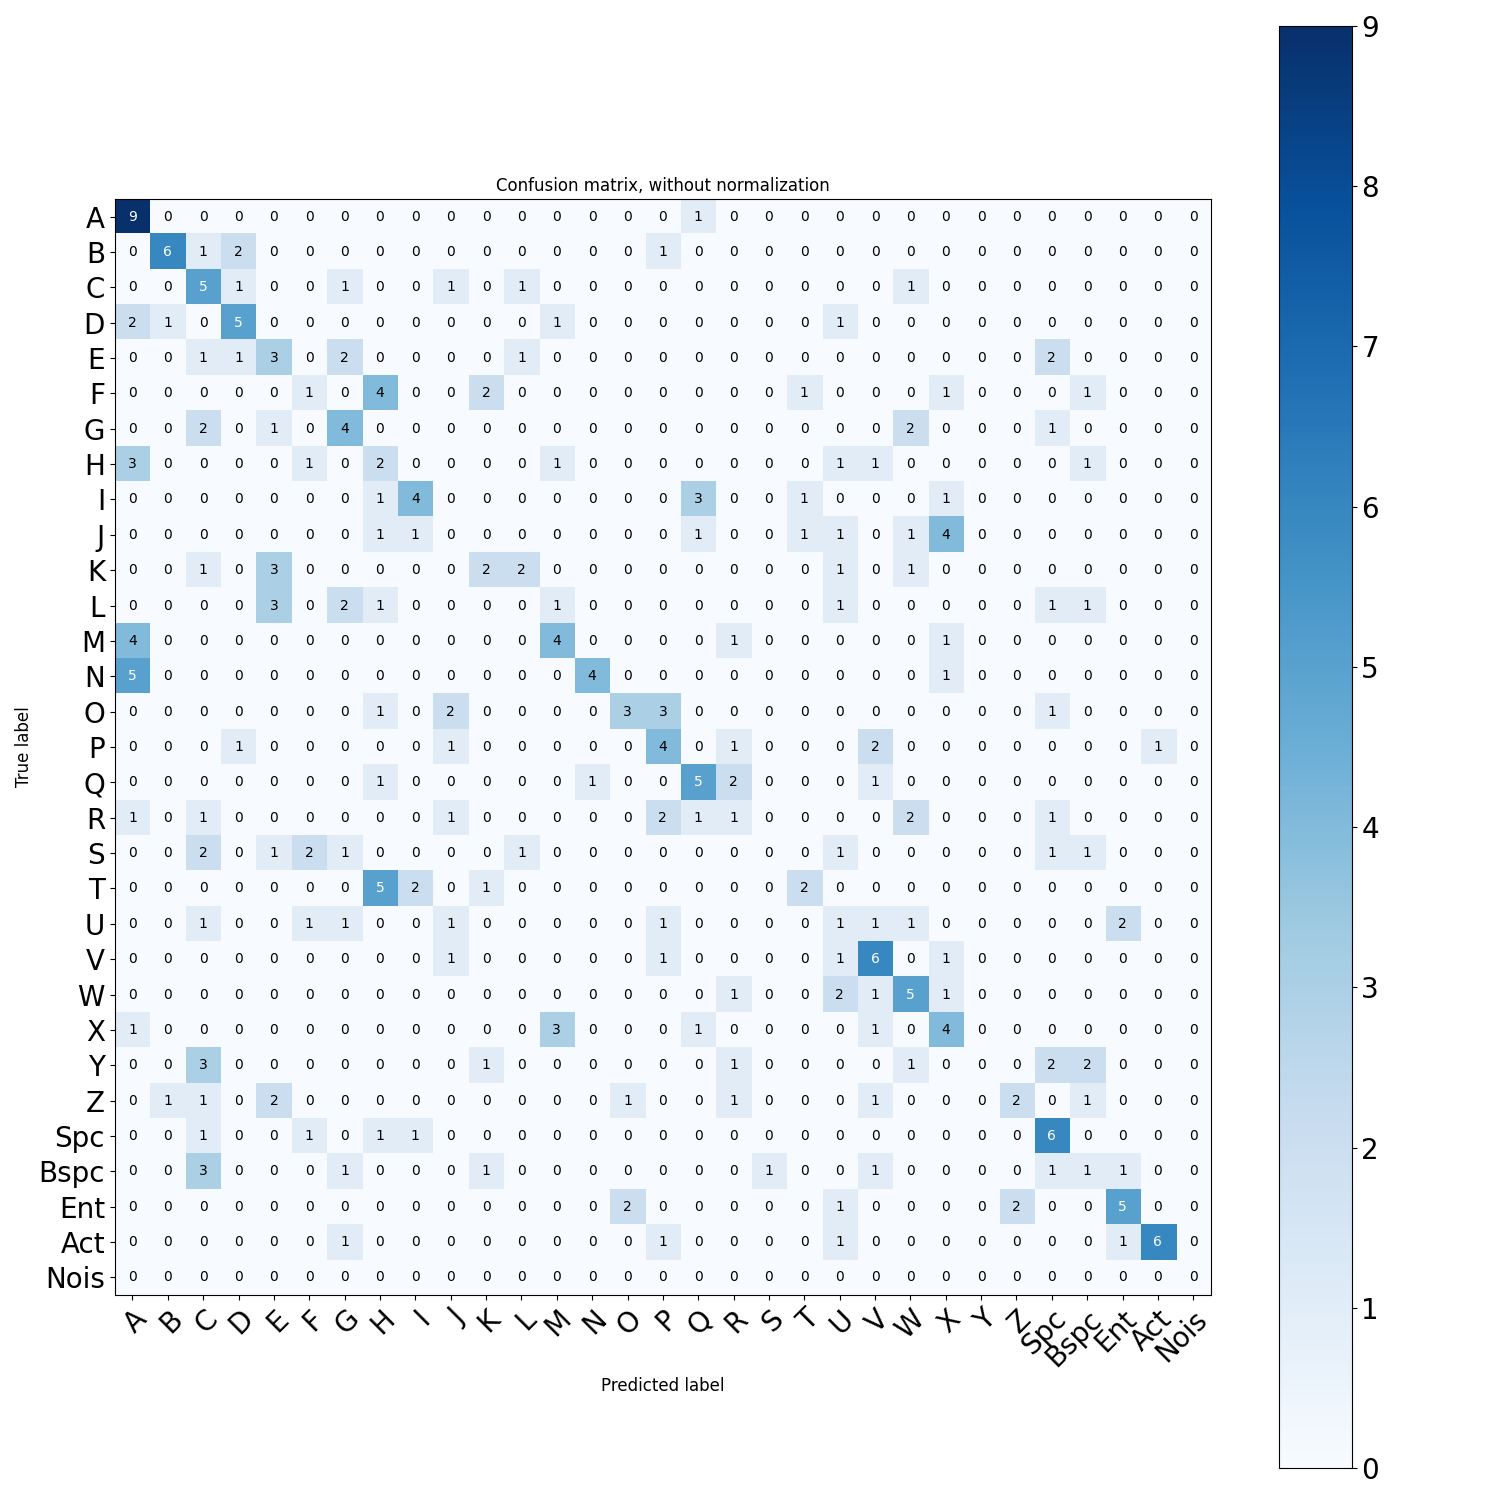 Confusion matrix, without normalization
True label
A 9 0 0 0 0 0 0 0 0 0 0 0 0 0 0 0 1 0 0 0 0 0 0 0 0 0 0 0 0 0 0
B 0 6 1 2 0 0 0 0 0 0 0 0 0 0 0 1 0 0 0 0 0 0 0 0 0 0 0 0 0 0 0
C 0 0 5 1 0 0 1 0 0 1 0 1 0 0 0 0 0 0 0 0 0 0 1 0 0 0 0 0 0 0 0
D 2 1 0 5 0 0 0 0 0 0 0 0 1 0 0 0 0 0 0 0 1 0 0 0 0 0 0 0 0 0 0
E 0 0 1 1 3 0 2 0 0 0 0 1 0 0 0 0 0 0 0 0 0 0 0 0 0 0 2 0 0 0 0
F 0 0 0 0 0 1 0 4 0 0 2 0 0 0 0 0 0 0 0 1 0 0 0 1 0 0 0 1 0 0 0
G 0 0 2 0 1 0 4 0 0 0 0 0 0 0 0 0 0 0 0 0 0 0 2 0 0 0 1 0 0 0 0
H 3 0 0 0 0 1 0 2 0 0 0 0 1 0 0 0 0 0 0 0 1 1 0 0 0 0 0 1 0 0 0
I 0 0 0 0 0 0 0 1 4 0 0 0 0 0 0 0 3 0 0 1 0 0 0 1 0 0 0 0 0 0 0
J 0 0 0 0 0 0 0 1 1 0 0 0 0 0 0 0 1 0 0 1 1 0 1 4 0 0 0 0 0 0 0
K 0 0 1 0 3 0 0 0 0 0 2 2 0 0 0 0 0 0 0 0 1 0 1 0 0 0 0 0 0 0 0
L 0 0 0 0 3 0 2 1 0 0 0 0 1 0 0 0 0 0 0 0 1 0 0 0 0 0 1 1 0 0 0
M 4 0 0 0 0 0 0 0 0 0 0 0 4 0 0 0 0 1 0 0 0 0 0 1 0 0 0 0 0 0 0
N 5 0 0 0 0 0 0 0 0 0 0 0 0 4 0 0 0 0 0 0 0 0 0 1 0 0 0 0 0 0 0
O 0 0 0 0 0 0 0 1 0 2 0 0 0 0 3 3 0 0 0 0 0 0 0 0 0 0 1 0 0 0 0
P 0 0 0 1 0 0 0 0 0 1 0 0 0 0 0 4 0 1 0 0 0 2 0 0 0 0 0 0 0 1 0
Q 0 0 0 0 0 0 0 1 0 0 0 0 0 1 0 0 5 2 0 0 0 1 0 0 0 0 0 0 0 0 0
R 1 0 1 0 0 0 0 0 0 1 0 0 0 0 0 2 1 1 0 0 0 0 2 0 0 0 1 0 0 0 0
S 0 0 2 0 1 2 1 0 0 0 0 1 0 0 0 0 0 0 0 0 1 0 0 0 0 0 1 1 0 0 0
T 0 0 0 0 0 0 0 5 2 0 1 0 0 0 0 0 0 0 0 2 0 0 0 0 0 0 0 0 0 0 0
U 0 0 1 0 0 1 1 0 0 1 0 0 0 0 0 1 0 0 0 0 1 1 1 0 0 0 0 0 2 0 0
V 0 0 0 0 0 0 0 0 0 1 0 0 0 0 0 1 0 0 0 0 1 6 0 1 0 0 0 0 0 0 0
W 0 0 0 0 0 0 0 0 0 0 0 0 0 0 0 0 0 1 0 0 2 1 5 1 0 0 0 0 0 0 0
X 1 0 0 0 0 0 0 0 0 0 0 0 3 0 0 0 1 0 0 0 0 1 0 4 0 0 0 0 0 0 0
Y 0 0 3 0 0 0 0 0 0 0 1 0 0 0 0 0 0 1 0 0 0 0 1 0 0 0 2 2 0 0 0
Z 0 1 1 0 2 0 0 0 0 0 0 0 0 0 1 0 0 1 0 0 0 1 0 0 0 2 0 1 0 0 0
Spc 0 0 1 0 0 1 0 1 1 0 0 0 0 0 0 0 0 0 0 0 0 0 0 0 0 0 6 0 0 0 0
Bspc 0 0 3 0 0 0 1 0 0 0 1 0 0 0 0 0 0 0 1 0 0 1 0 0 0 0 1 1 1 0 0
Ent 0 0 0 0 0 0 0 0 0 0 0 0 0 0 2 0 0 0 0 0 1 0 0 0 0 2 0 0 5 0 0
Act 0 0 0 0 0 0 1 0 0 0 0 0 0 0 0 1 0 0 0 0 1 0 0 0 0 0 0 0 1 6 0
Nois 0 0 0 0 0 0 0 0 0 0 0 0 0 0 0 0 0 0 0 0 0 0 0 0 0 0 0 0 0 0 0
A B C D E F G H I J K L M N O P Q R S T U V W X Y Z Spc Bspc Ent Act Nois
Predicted label
9
8
7
6
5
4
3
2
1
0